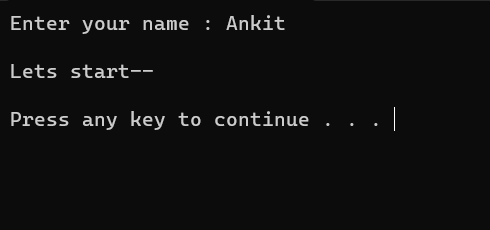 Enter your name : Ankit
Lets start--
Press any key to continue . . .